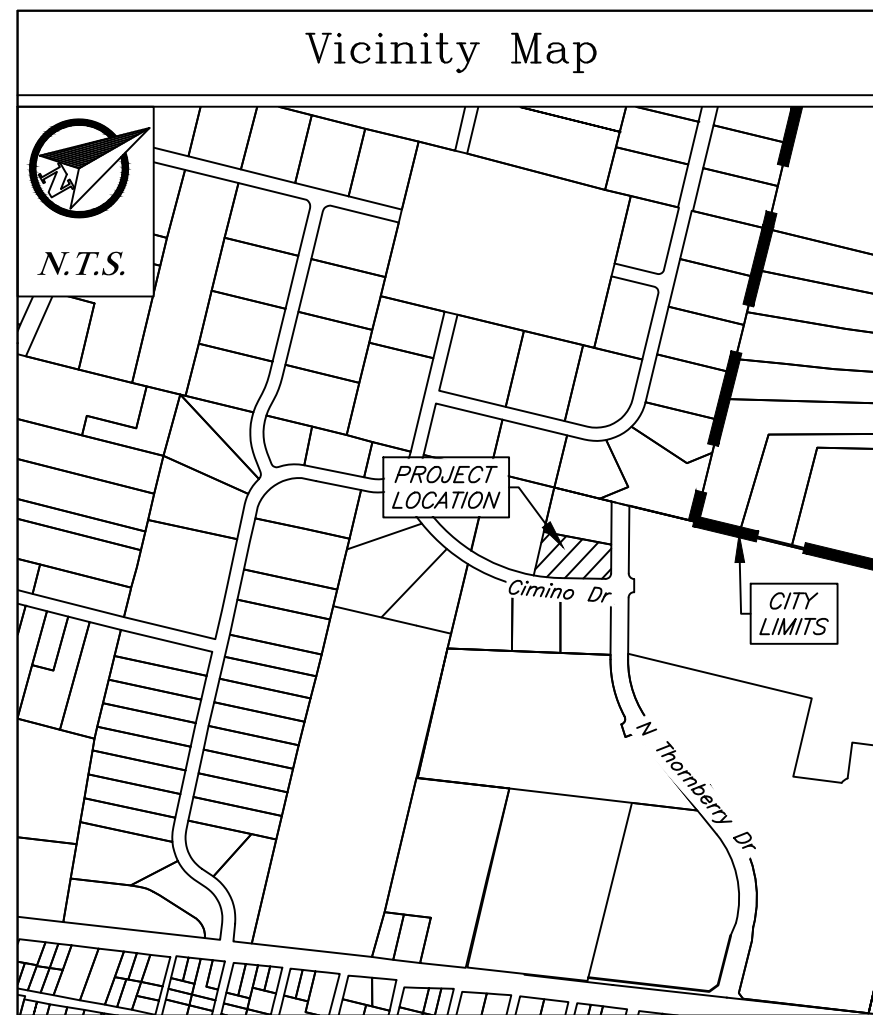 Vicinity Map
N
N.T.S.
PROJECT
LOCATION
Cimino Dr
CITY
LIMITS
N Thornberry Dr